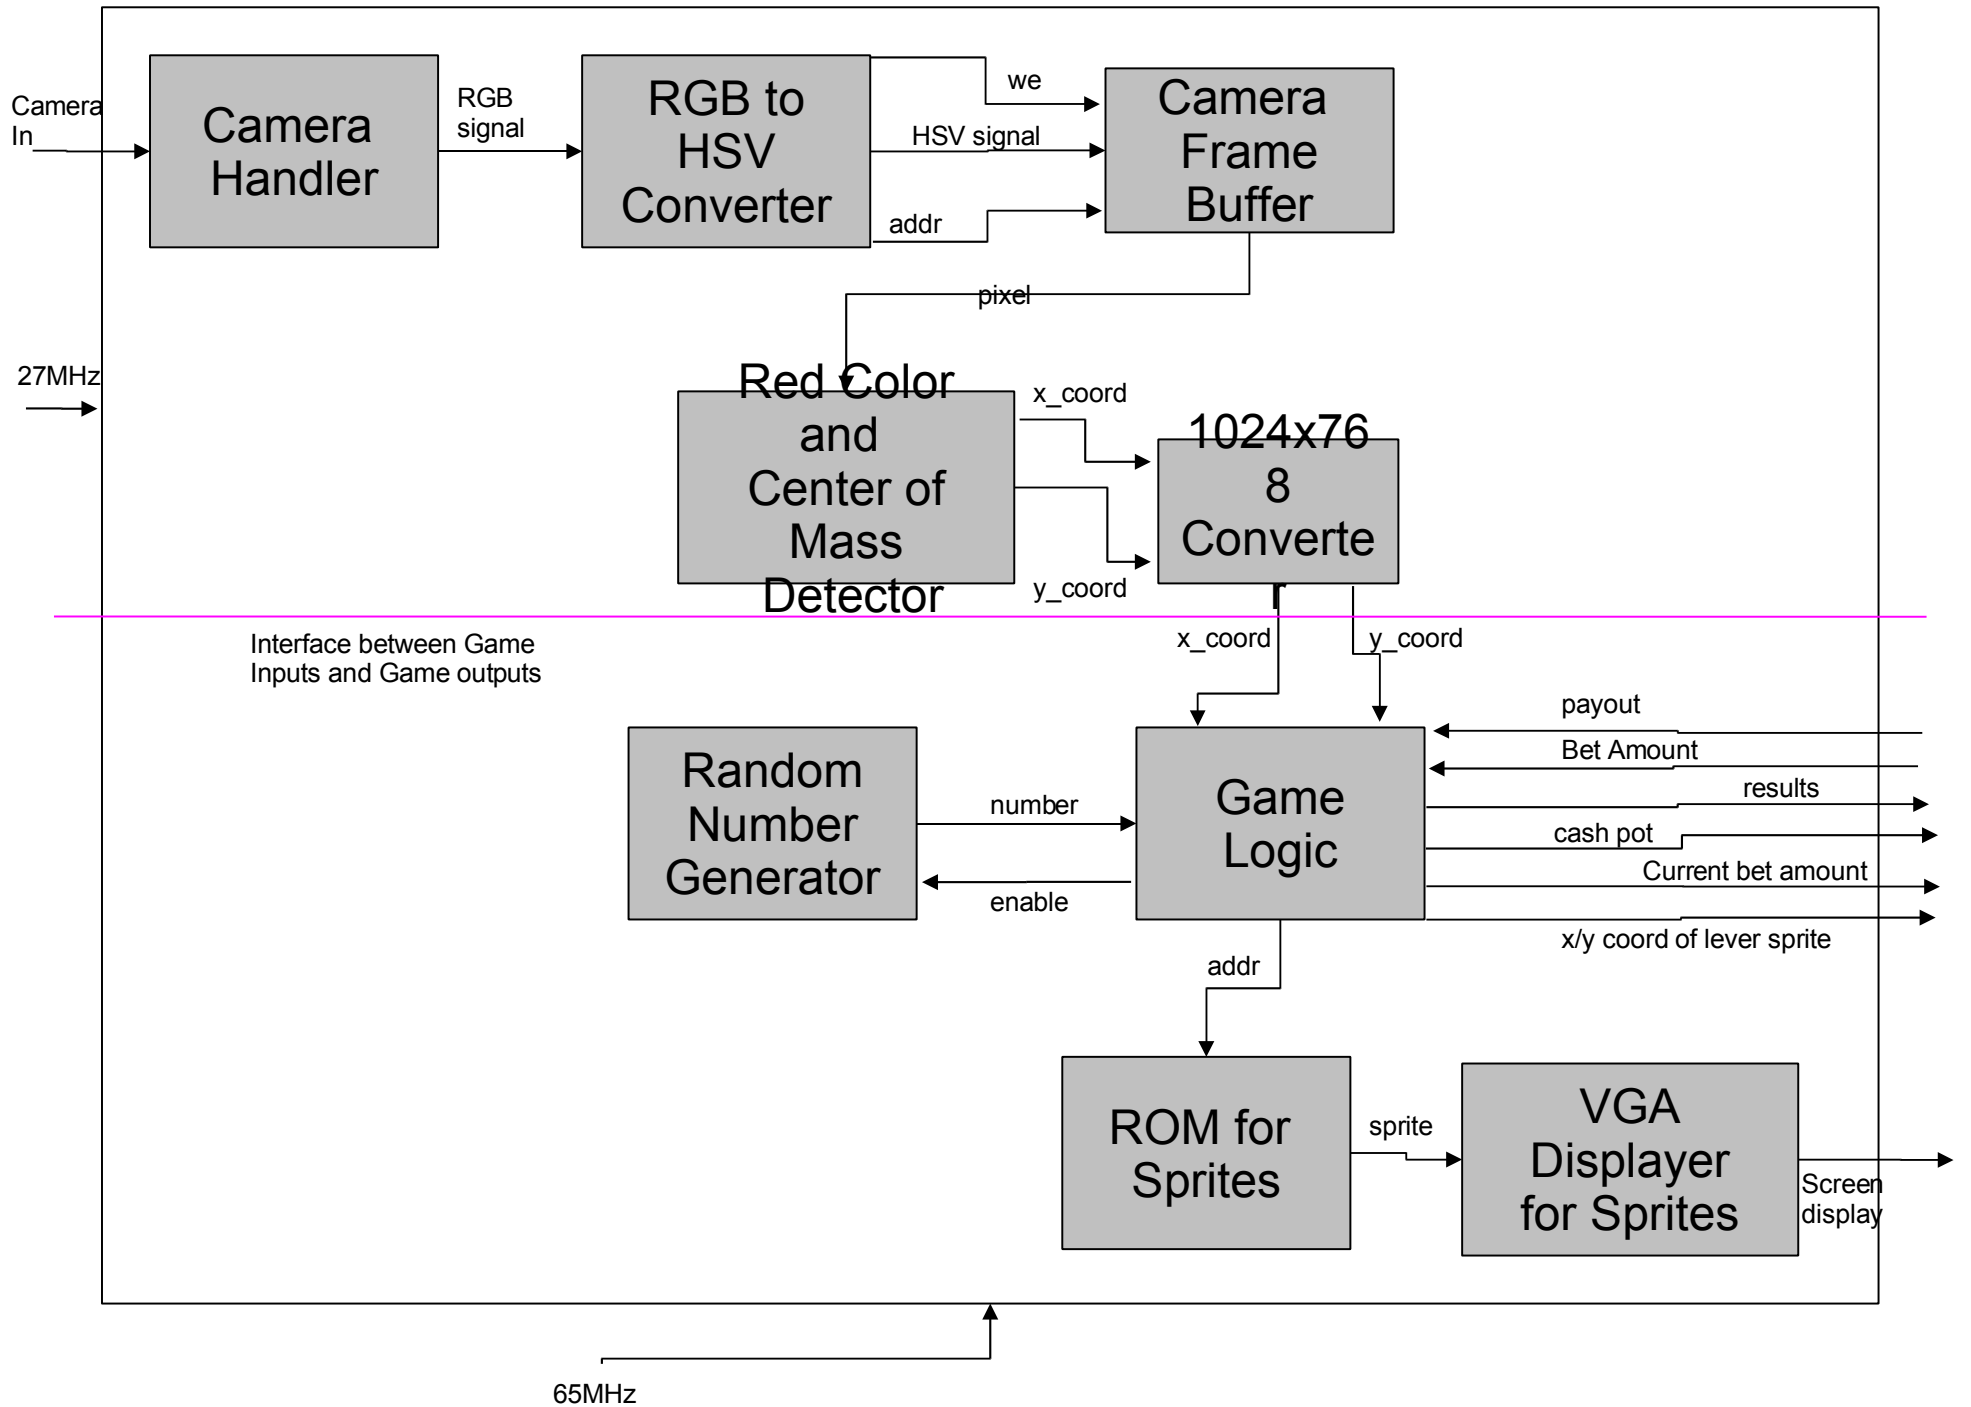 Camera
In
Camera
Handler
RGB
signal
RGB to
HSV
Converter
we
HSV signal
addr
Camera
Frame
Buffer
pixel
27MHz
Red Color
and
Center of
Mass
Detector
x_coord
y_coord
1024x76
8
Converte
r
Interface between Game
Inputs and Game outputs
x_coord
y_coord
Random
Number
Generator
number
enable
Game
Logic
payout
Bet Amount
results
cash pot
Current bet amount
x/y coord of lever sprite
addr
ROM for
Sprites
sprite
VGA
Displayer
for Sprites
Screen
display
65MHz